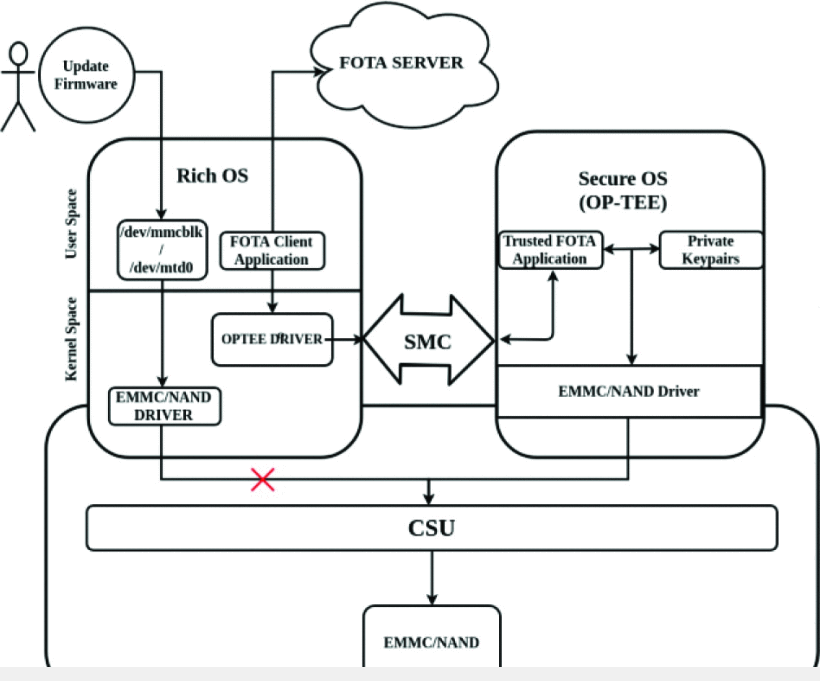 Update
Firmware
FOTA SERVER
Rich OS
Secure OS
(OP-TEE)
User Space
/dev/mmcblk
/
/dev/mtd0
FOTA Client
Application
Trusted FOTA
Application
Private
Keypairs
Kernel Space
OPTEE DRIVER
SMC
EMMC/NAND
DRIVER
EMMC/NAND Driver
CSU
EMMC/NAND